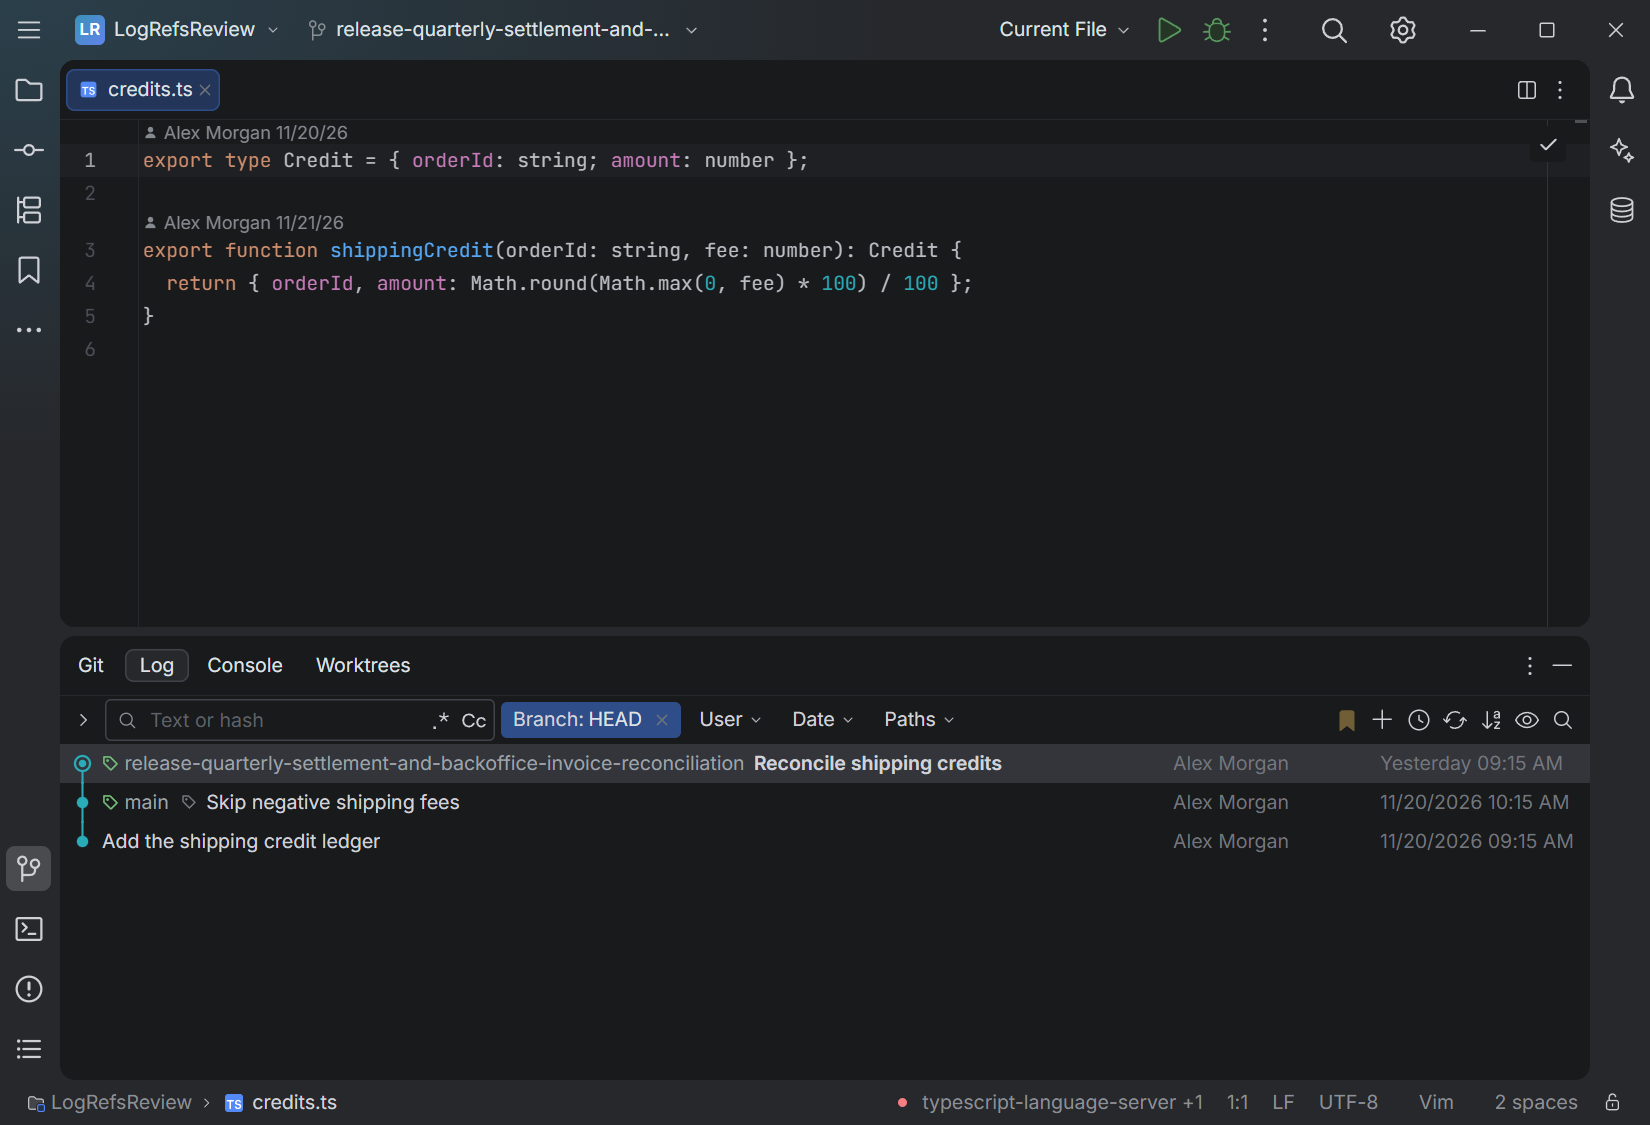 LR LogRefsReview release-quarterly-settlement-and-... Current File
TS credits.ts
Alex Morgan 11/20/26
1 export type Credit = { orderId: string; amount: number };
2
Alex Morgan 11/21/26
3 export function shippingCredit(orderId: string, fee: number): Credit {
4 return { orderId, amount: Math.round(Math.max(0, fee) * 100) / 100 };
5 }
6
Git Log Console Worktrees
Text or hash .* Cc Branch: HEAD User Date Paths
release-quarterly-settlement-and-backoffice-invoice-reconciliation Reconcile shipping credits Alex Morgan Yesterday 09:15 AM
main Skip negative shipping fees Alex Morgan 11/20/2026 10:15 AM
Add the shipping credit ledger Alex Morgan 11/20/2026 09:15 AM
LogRefsReview TS credits.ts typescript-language-server +1 1:1 LF UTF-8 Vim 2 spaces